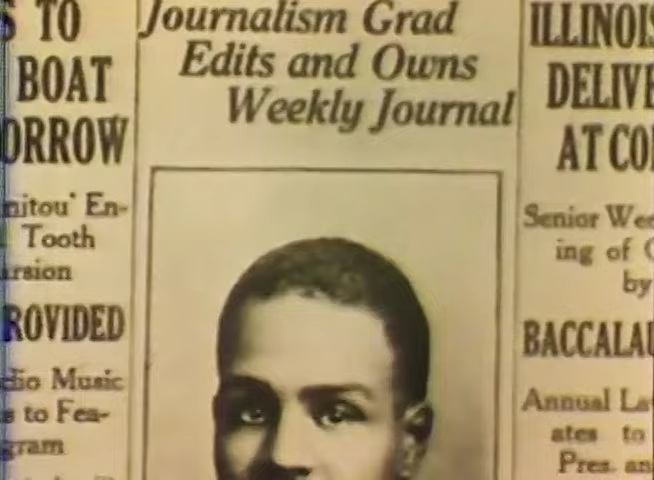 S TO
BOAT
ORROW
nitou' En-
Tooth
ursion
ROVIDED
dio Music
s to Fea-
gram
Journalism Grad
Edits and Owns
Weekly Journal
ILLINOIS
DELIVE
AT CO
Senior Wee
ing of C
by
BACCALAU
Annual La
ates to
Pres. an